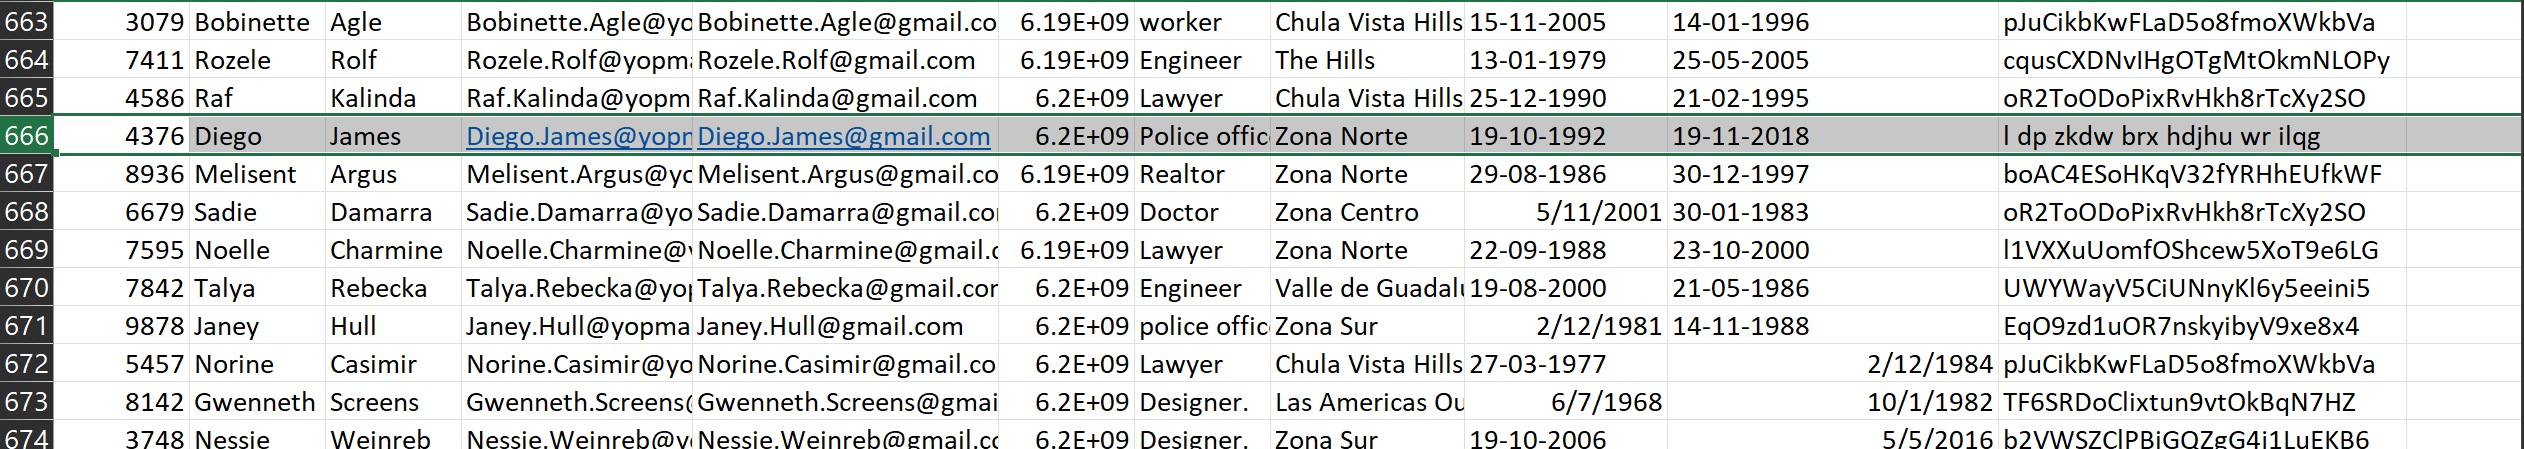 663 3079 Bobinette Agle Bobinette.Agle@yo Bobinette.Agle@gmail.co 6.19E+09 worker Chula Vista Hills 15-11-2005 14-01-1996 pJuCikbKwFLaD5o8fmoXWkbVa
664 7411 Rozele Rolf Rozele.Rolf@yopma Rozele.Rolf@gmail.com 6.19E+09 Engineer The Hills 13-01-1979 25-05-2005 cqusCXDNvIHgOTgMtOkmNLOPy
665 4586 Raf Kalinda Raf.Kalinda@yopm Raf.Kalinda@gmail.com 6.2E+09 Lawyer Chula Vista Hills 25-12-1990 21-02-1995 oR2ToODoPixRvHkh8rTcXy2SO
666 4376 Diego James Diego.James@yopm Diego.James@gmail.com 6.2E+09 Police offic Zona Norte 19-10-1992 19-11-2018 l dp zkdw brx hdjhu wr ilqg
667 8936 Melisent Argus Melisent.Argus@yo Melisent.Argus@gmail.co 6.19E+09 Realtor Zona Norte 29-08-1986 30-12-1997 boAC4ESoHKqV32fYRHhEUfkWF
668 6679 Sadie Damarra Sadie.Damarra@yo Sadie.Damarra@gmail.co 6.2E+09 Doctor Zona Centro 5/11/2001 30-01-1983 oR2ToODoPixRvHkh8rTcXy2SO
669 7595 Noelle Charmine Noelle.Charmine@y Noelle.Charmine@gmail.c 6.19E+09 Lawyer Zona Norte 22-09-1988 23-10-2000 l1VXXuUomfOShcew5XoT9e6LG
670 7842 Talya Rebecka Talya.Rebecka@yop Talya.Rebecka@gmail.com 6.2E+09 Engineer Valle de Guadalu 19-08-2000 21-05-1986 UWYWayV5CiUNnyKl6y5eeini5
671 9878 Janey Hull Janey.Hull@yopma Janey.Hull@gmail.com 6.2E+09 police offic Zona Sur 2/12/1981 14-11-1988 EqO9zd1uOR7nskyibyV9xe8x4
672 5457 Norine Casimir Norine.Casimir@yo Norine.Casimir@gmail.co 6.2E+09 Lawyer Chula Vista Hills 27-03-1977 2/12/1984 pJuCikbKwFLaD5o8fmoXWkbVa
673 8142 Gwenneth Screens Gwenneth.Screens@ Gwenneth.Screens@gmai 6.2E+09 Designer. Las Americas Ou 6/7/1968 10/1/1982 TF6SRDoClixtun9vtOkBqN7HZ
674 3748 Nessie Weinreb Nessie.Weinreb@yo Nessie.Weinreb@gmail.co 6.2E+09 Designer. Zona Sur 19-10-2006 5/5/2016 b2VWSZClPBiGQZgG4j1LuEKB6